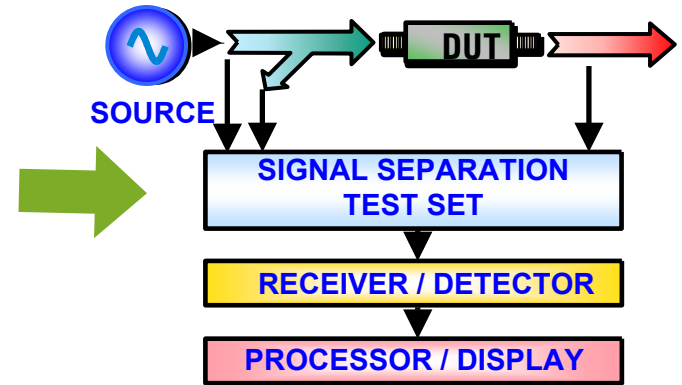 DUT
SOURCE
SIGNAL SEPARATION
TEST SET
RECEIVER / DETECTOR
PROCESSOR / DISPLAY